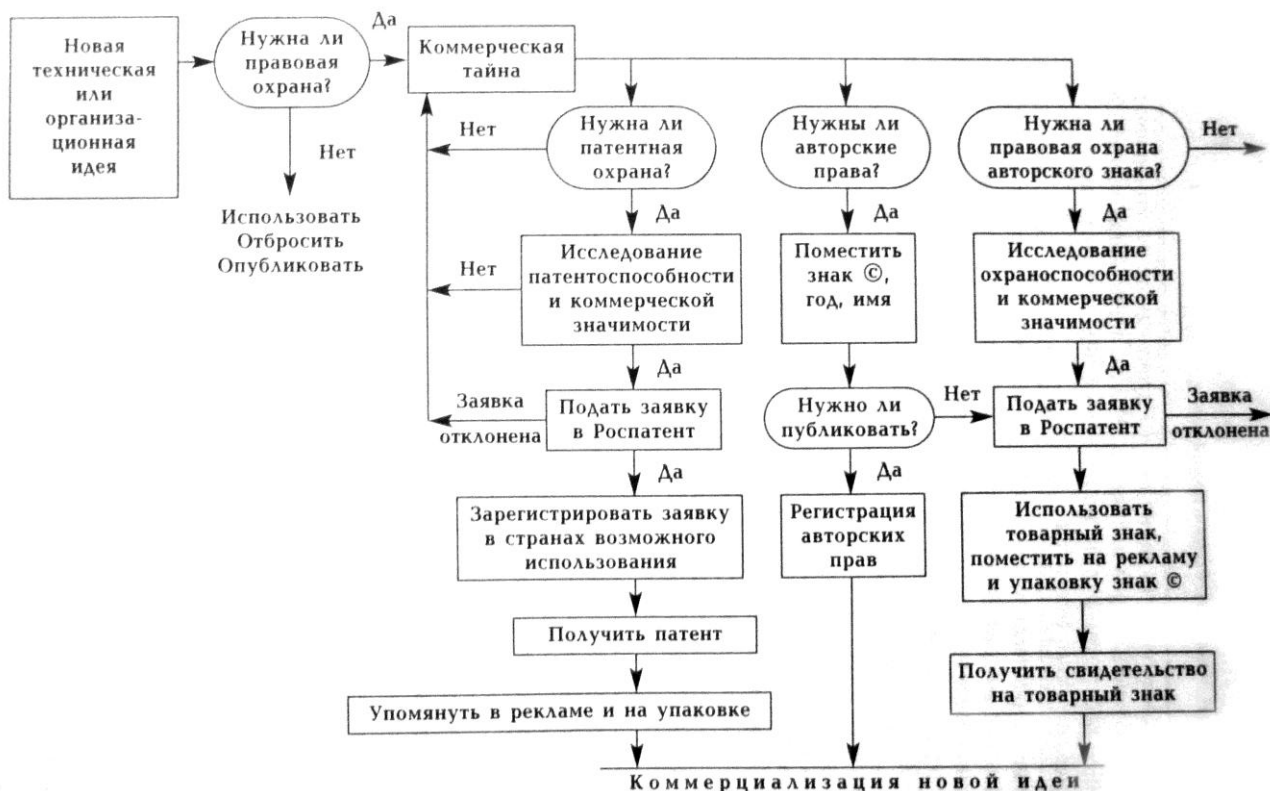 Новая
техническая
или
организа-
ционная
идея
Нужна ли
правовая
охрана?
Да
Нет
Использовать
Отбросить
Опубликовать
Коммерческая
тайна
Нужна ли
патентная
охрана?
Нет
Да
Исследование
патентоспособности
и коммерческой
значимости
Нет
Да
Подать заявку
в Роспатент
Заявка
отклонена
Да
Зарегистрировать заявку
в странах возможного
использования
Получить патент
Упомянуть в рекламе и на упаковке
Нужны ли
авторские
права?
Да
Поместить
знак ©,
год, имя
Нужно ли
публиковать?
Нет
Да
Регистрация
авторских
прав
Нужна ли
правовая охрана
авторского знака?
Нет
Да
Исследование
охраноспособности
и коммерческой
значимости
Да
Подать заявку
в Роспатент
Заявка
отклонена
Использовать
товарный знак,
поместить на рекламу
и упаковку знак ©
Получить свидетельство
на товарный знак
Коммерциализация новой идеи